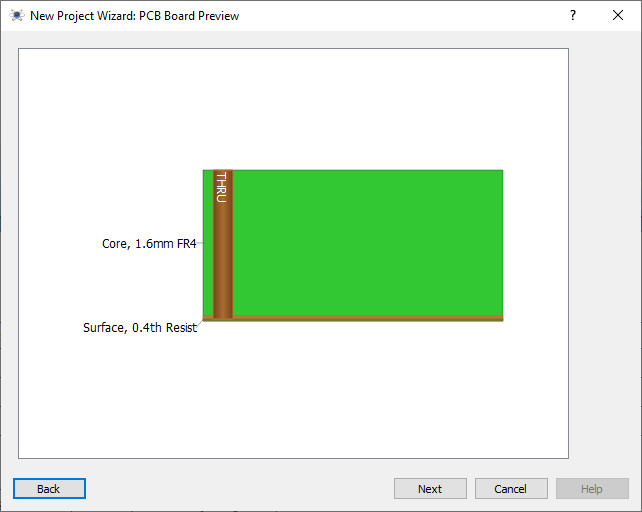 New Project Wizard: PCB Board Preview
?
THRU
Core, 1.6mm FR4
Surface, 0.4th Resist
Back
Next
Cancel
Help